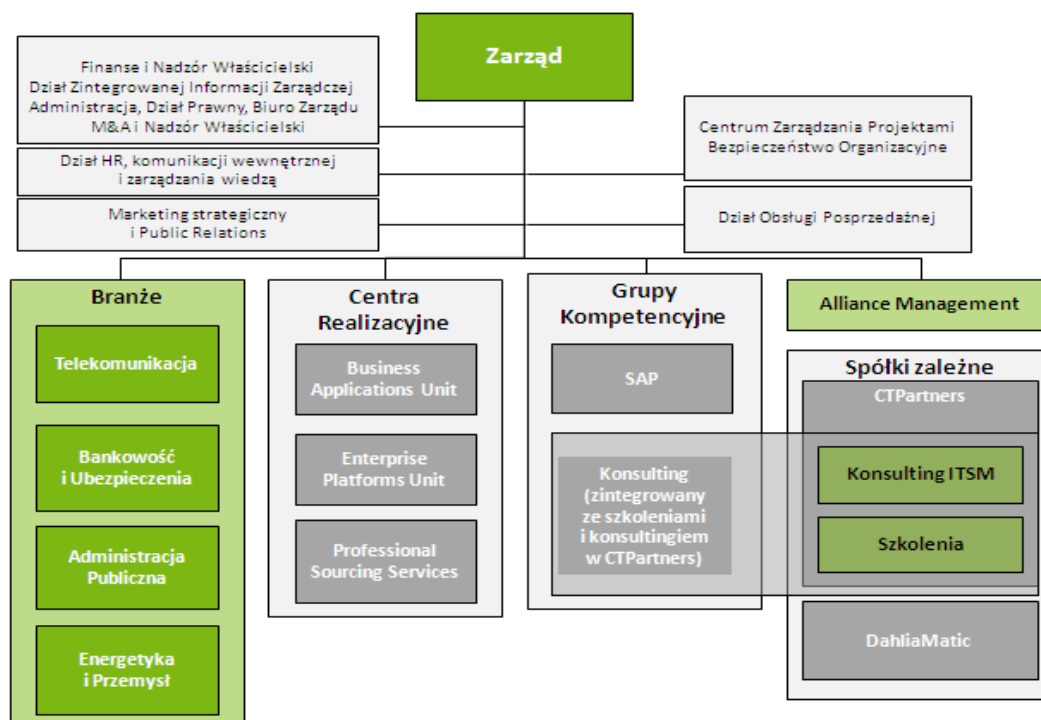 Zarząd
Finanse i Nadzór Właścicielski
Dział Zintegrowanej Informacji Zarządczej
Administracja, Dział Prawny, Biuro Zarządu
M&A i Nadzór Właścicielski
Dział HR, komunikacji wewnętrznej
i zarządzania wiedzą
Marketing strategiczny
i Public Relations
Centrum Zarządzania Projektami
Bezpieczeństwo Organizacyjne
Dział Obsługi Posprzedażnej
Branże
Telekomunikacja
Bankowość
i Ubezpieczenia
Administracja
Publiczna
Energetyka
i Przemysł
Centra
Realizacyjne
Business
Applications Unit
Enterprise
Platforms Unit
Professional
Sourcing Services
Grupy
Kompetencyjne
SAP
Konsulting
(zintegrowany
ze szkoleniami
i konsultingiem
w CTPartners)
Alliance Management
Spółki zależne
CTPartners
Konsulting ITSM
Szkolenia
DahliaMatic